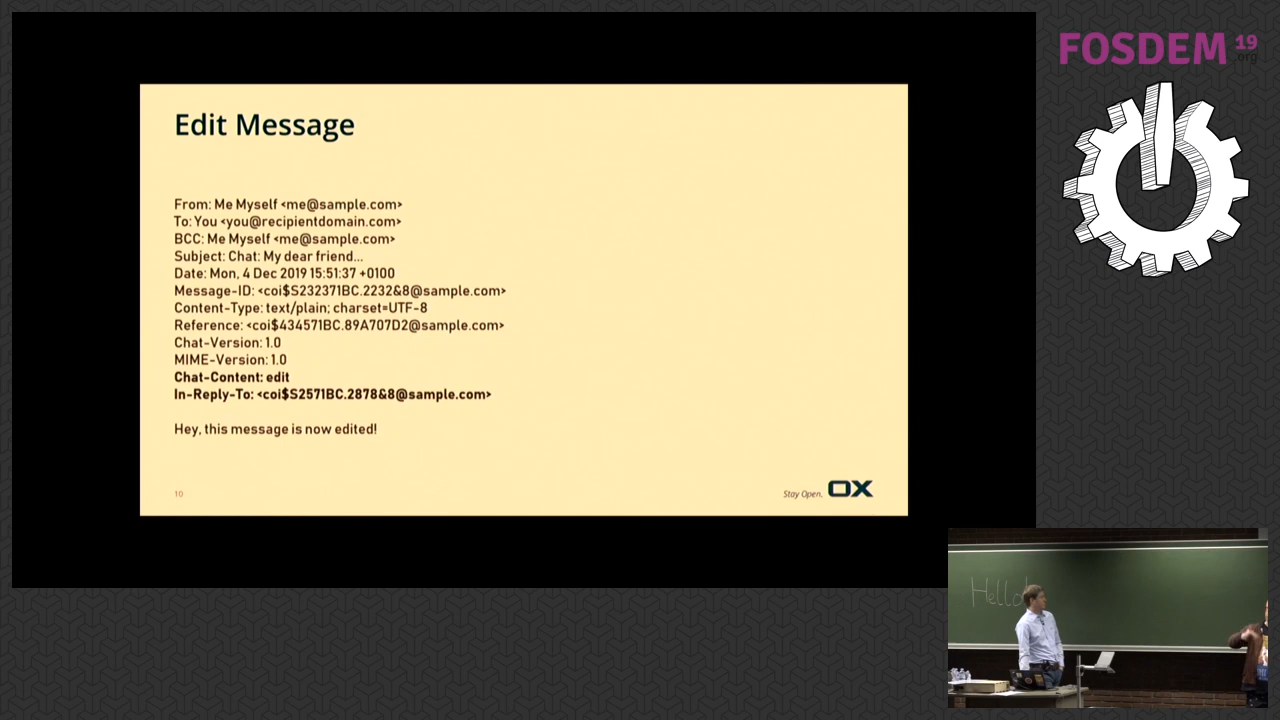 FOSDEM 19
.org
Edit Message
From: Me Myself <me@sample.com>
To: You <you@recipientdomain.com>
BCC: Me Myself <me@sample.com>
Subject: Chat: My dear friend...
Date: Mon, 4 Dec 2019 15:51:37 +0100
Message-ID: <coi$S232371BC.2232&8@sample.com>
Content-Type: text/plain; charset=UTF-8
Reference: <coi$434571BC.89A707D2@sample.com>
Chat-Version: 1.0
MIME-Version: 1.0
Chat-Content: edit
In-Reply-To: <coi$S2571BC.2878&8@sample.com>
Hey, this message is now edited!
10
Stay Open. OX
Hello